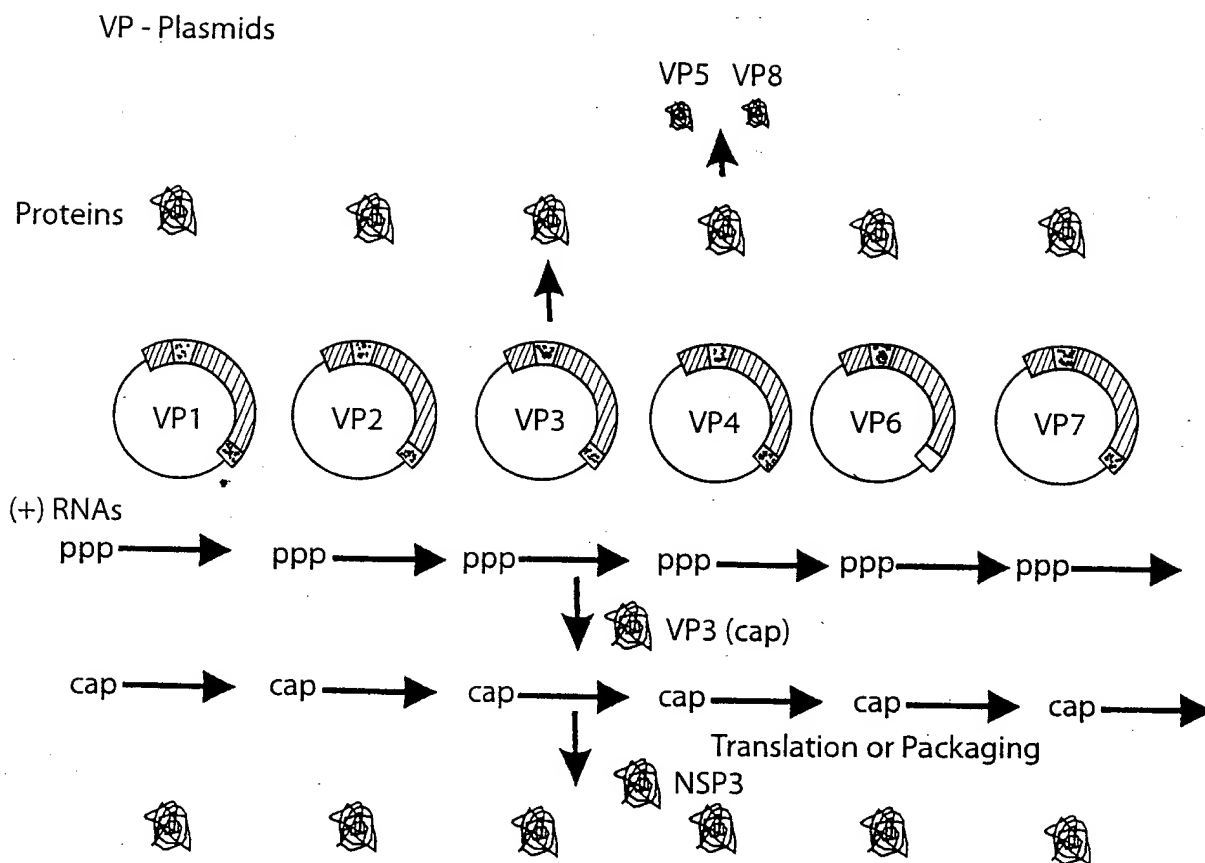 VP - Plasmids
VP5 VP8
Proteins
VP1 VP2 VP3 VP4 VP6 VP7
(+) RNAs
ppp ppp ppp ppp ppp ppp
VP3 (cap)
cap cap cap cap cap cap
Translation or Packaging
NSP3